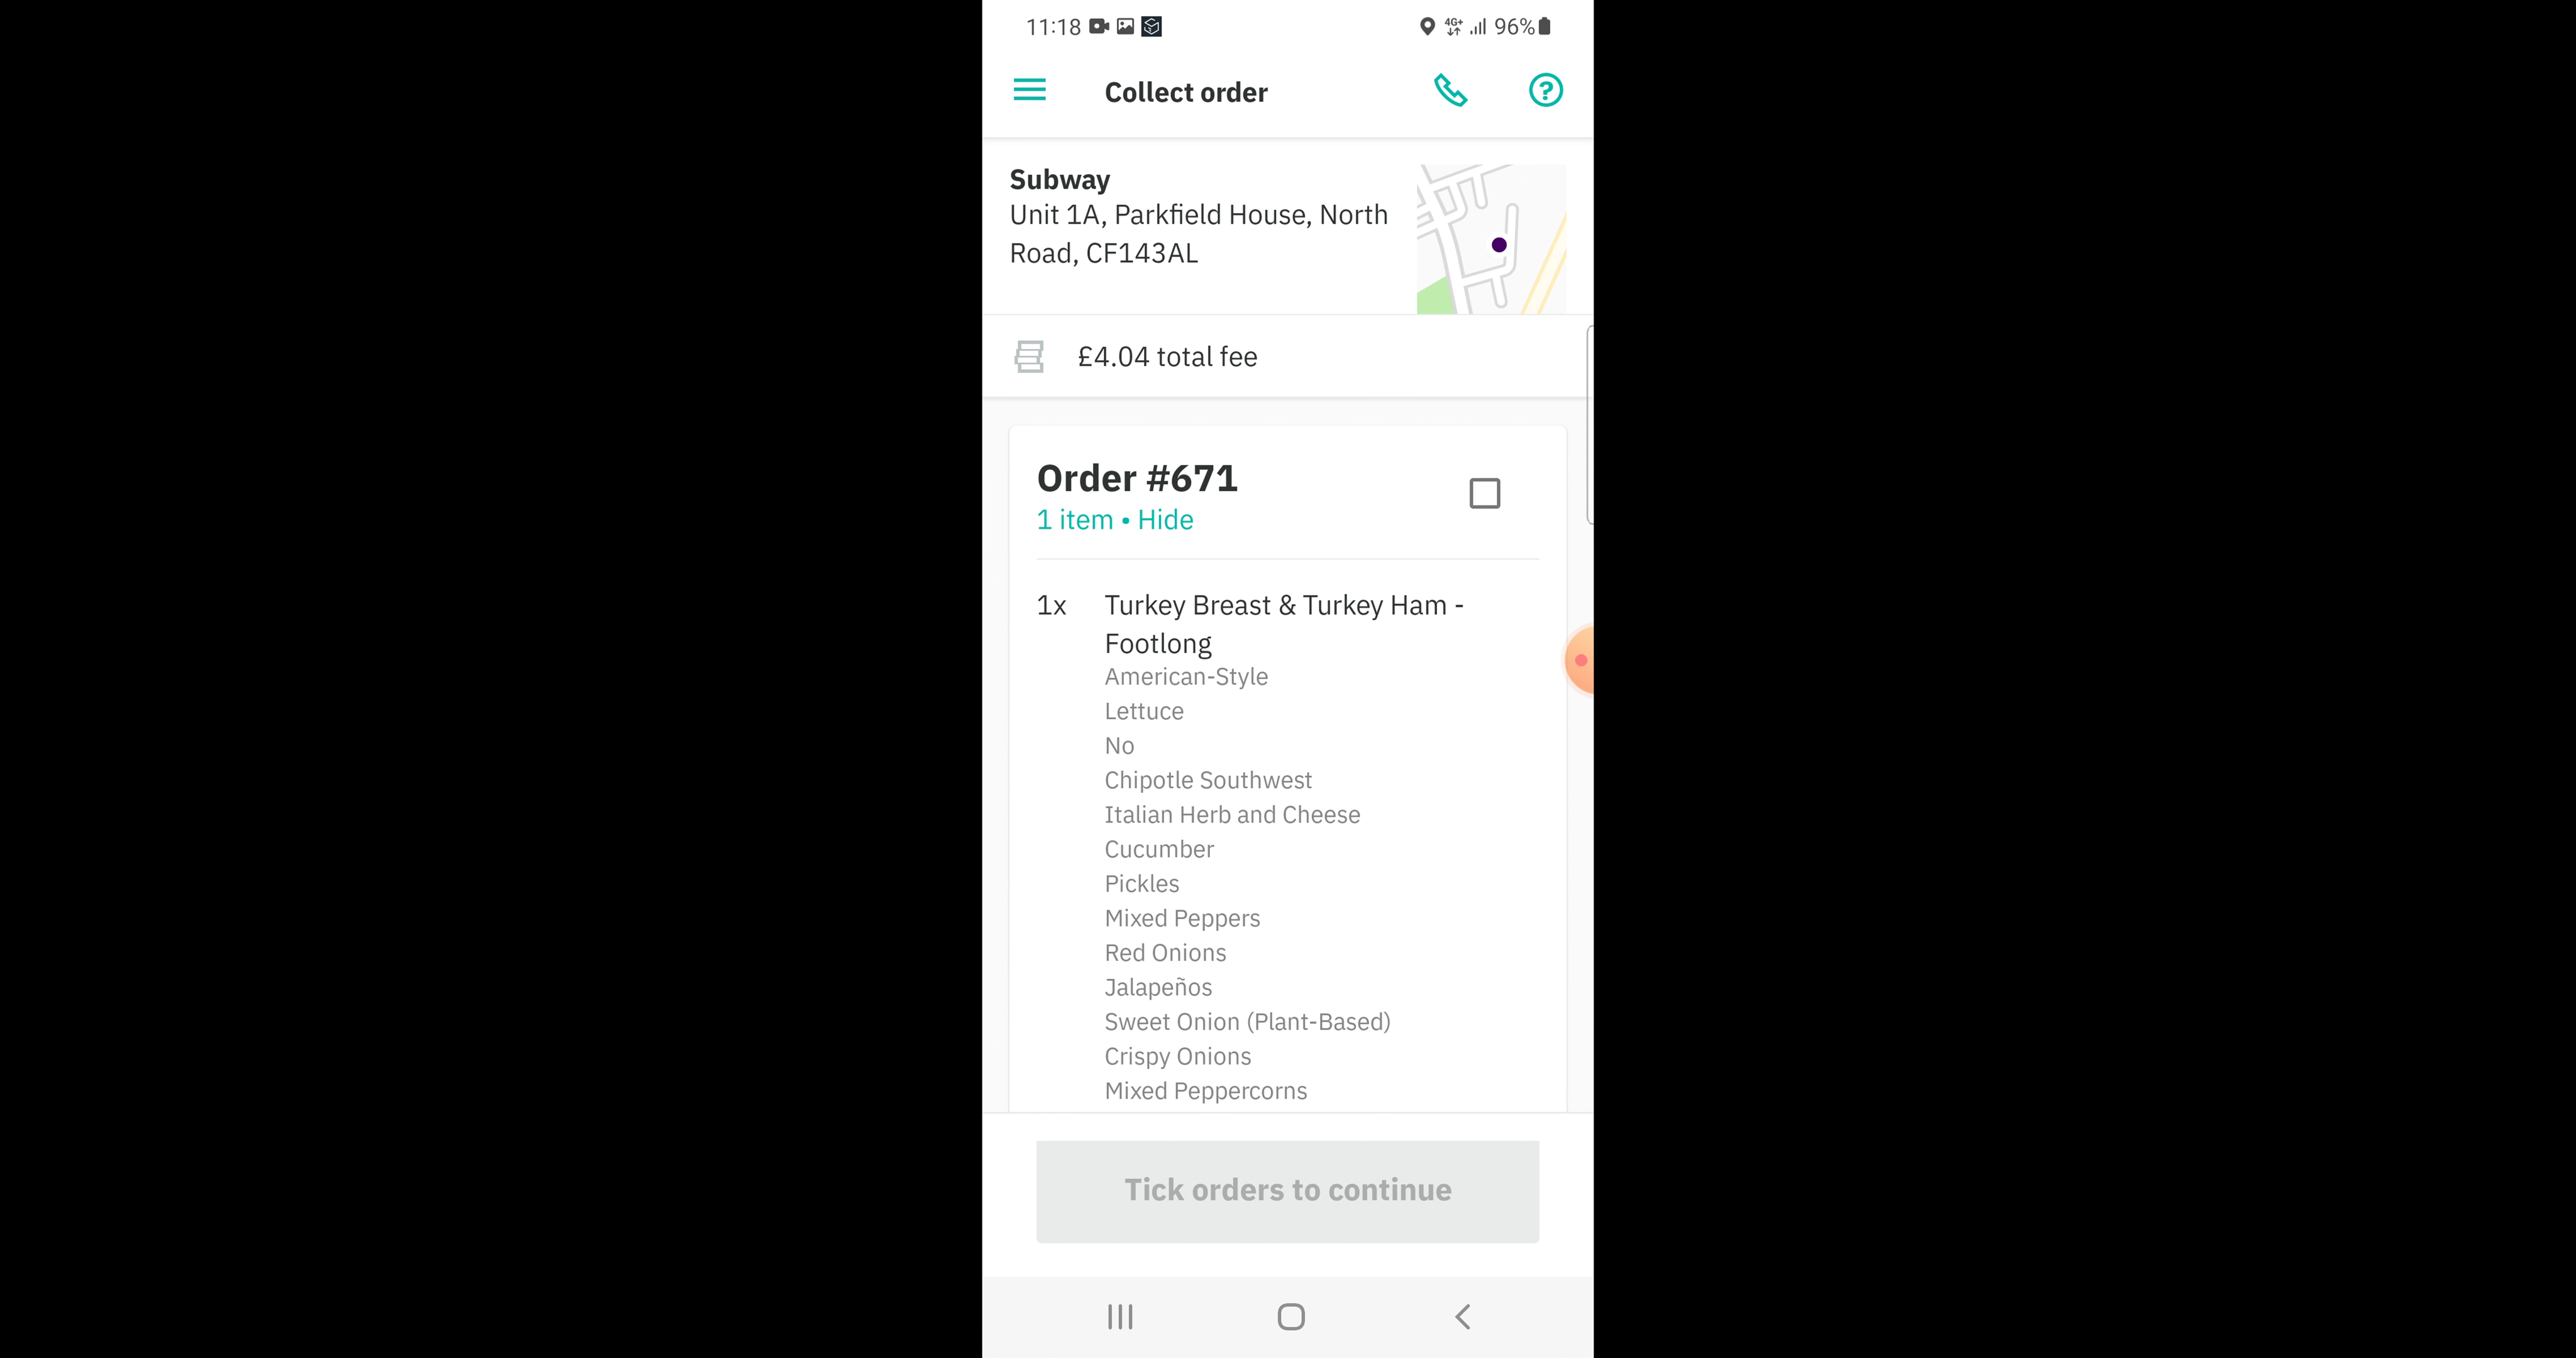 11:18
4G+ 96%
Collect order
Subway
Unit 1A, Parkfield House, North
Road, CF143AL
£4.04 total fee
Order #671
1 item • Hide
1x Turkey Breast & Turkey Ham -
Footlong
American-Style
Lettuce
No
Chipotle Southwest
Italian Herb and Cheese
Cucumber
Pickles
Mixed Peppers
Red Onions
Jalapeños
Sweet Onion (Plant-Based)
Crispy Onions
Mixed Peppercorns
Tick orders to continue